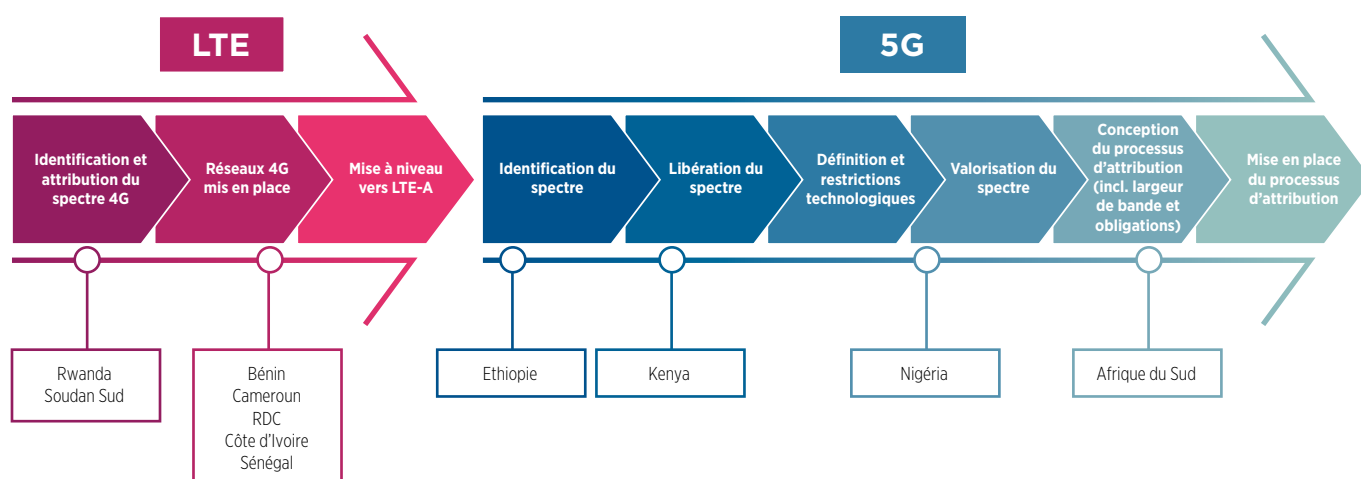 LTE
5G
Identification et
attribution du
spectre 4G
Réseaux 4G
mis en place
Mise à niveau
vers LTE-A
Identification du
spectre
Libération du
spectre
Définition et
restrictions
technologiques
Valorisation du
spectre
Conception
du processus
d'attribution
(incl. largeur
de bande et
obligations)
Mise en place
du processus
d'attribution
Rwanda
Soudan Sud
Bénin
Cameroun
RDC
Côte d'Ivoire
Sénégal
Ethiopie
Kenya
Nigéria
Afrique du Sud